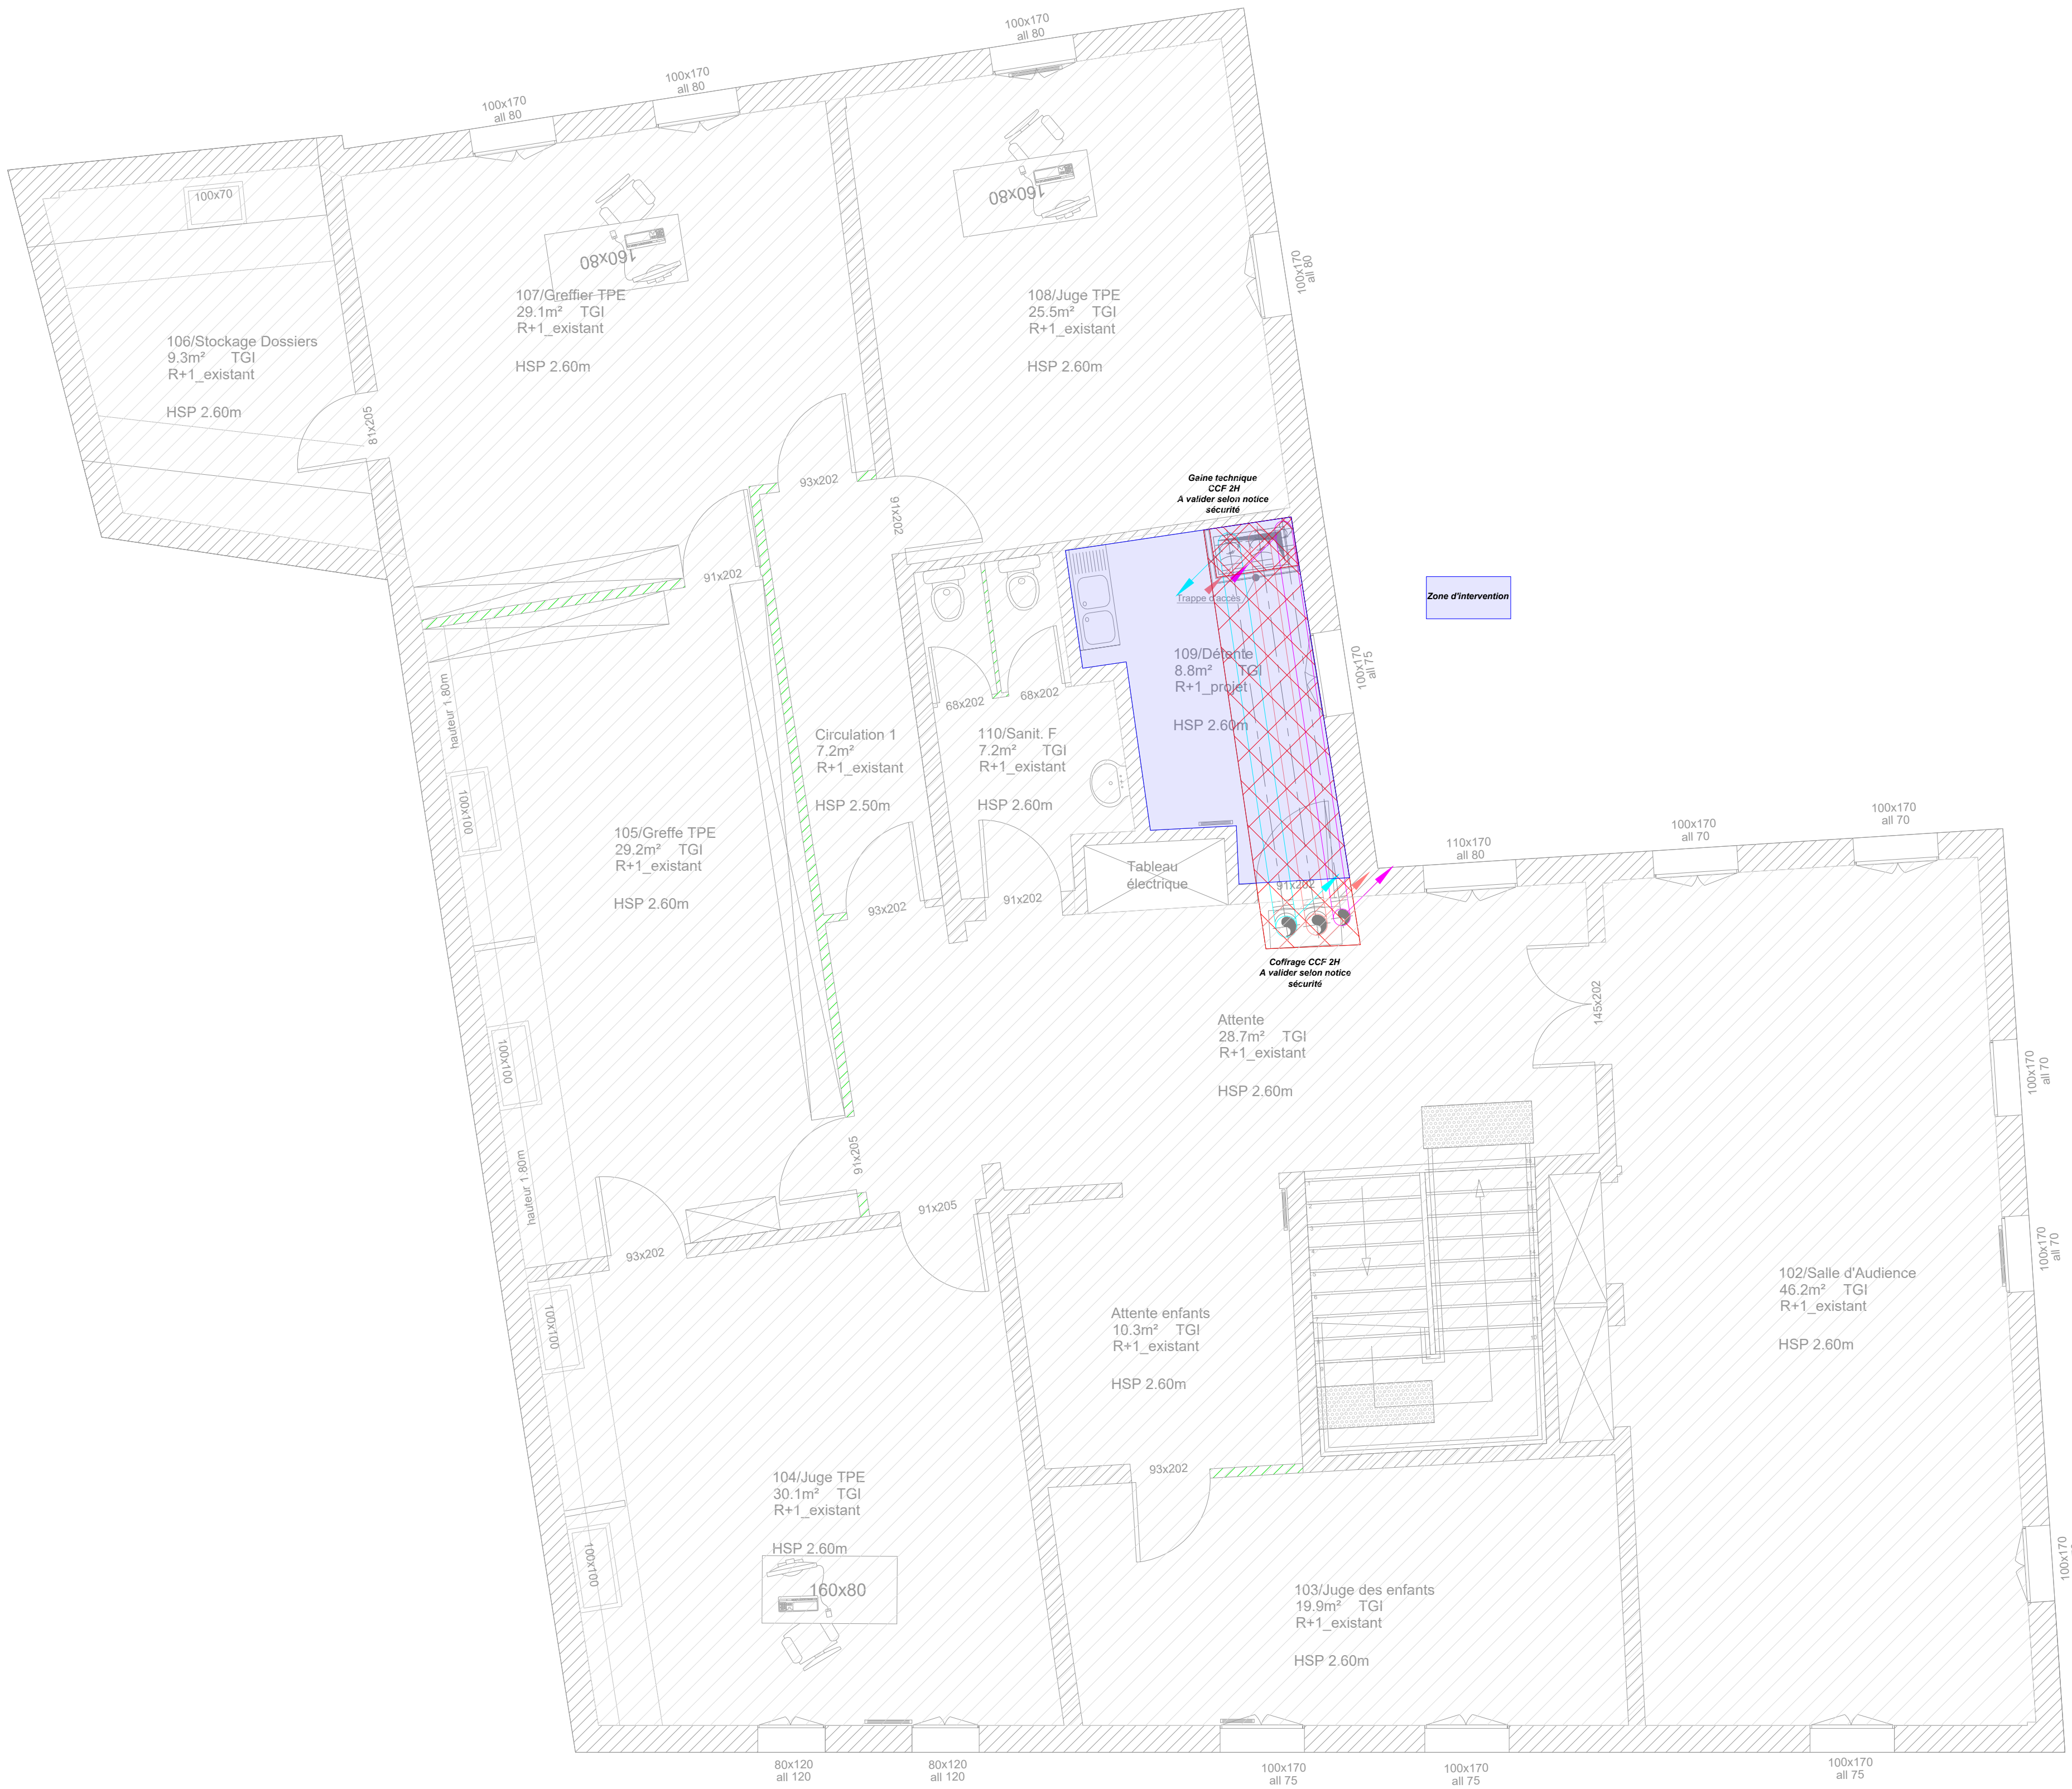 100x170
all 80
100x170
all 80
100x170
all 80
100x70
160x80
160x80
107/Greffier TPE
29.1m² TGI
R+1_existant
HSP 2.60m
108/Juge TPE
25.5m² TGI
R+1_existant
HSP 2.60m
100x170
all 80
106/Stockage Dossiers
9.3m² TGI
R+1_existant
HSP 2.60m
81x205
93x202
91x202
91x202
Gaine technique
CCF 2H
A valider selon notice
sécurité
Trappe d'accès
Zone d'intervention
109/Détente
8.8m² TGI
R+1_projet
HSP 2.60m
100x170
all 75
68x202
68x202
hauteur 1.80m
Circulation 1
7.2m²
R+1_existant
HSP 2.50m
110/Sanit. F
7.2m² TGI
R+1_existant
HSP 2.60m
100x100
105/Greffe TPE
29.2m² TGI
R+1_existant
HSP 2.60m
Tableau
électrique
93x202
91x202
91x202
110x170
all 80
100x170
all 70
100x170
all 70
Coffrage CCF 2H
A valider selon notice
sécurité
145x202
Attente
28.7m² TGI
R+1_existant
HSP 2.60m
100x100
100x170
all 70
hauteur 1.80m
91x205
91x205
93x202
100x170
all 70
102/Salle d'Audience
46.2m² TGI
R+1_existant
HSP 2.60m
100x100
Attente enfants
10.3m² TGI
R+1_existant
HSP 2.60m
93x202
104/Juge TPE
30.1m² TGI
R+1_existant
HSP 2.60m
160x80
100x100
103/Juge des enfants
19.9m² TGI
R+1_existant
HSP 2.60m
100x170
80x120
all 120
80x120
all 120
100x170
all 75
100x170
all 75
100x170
all 75